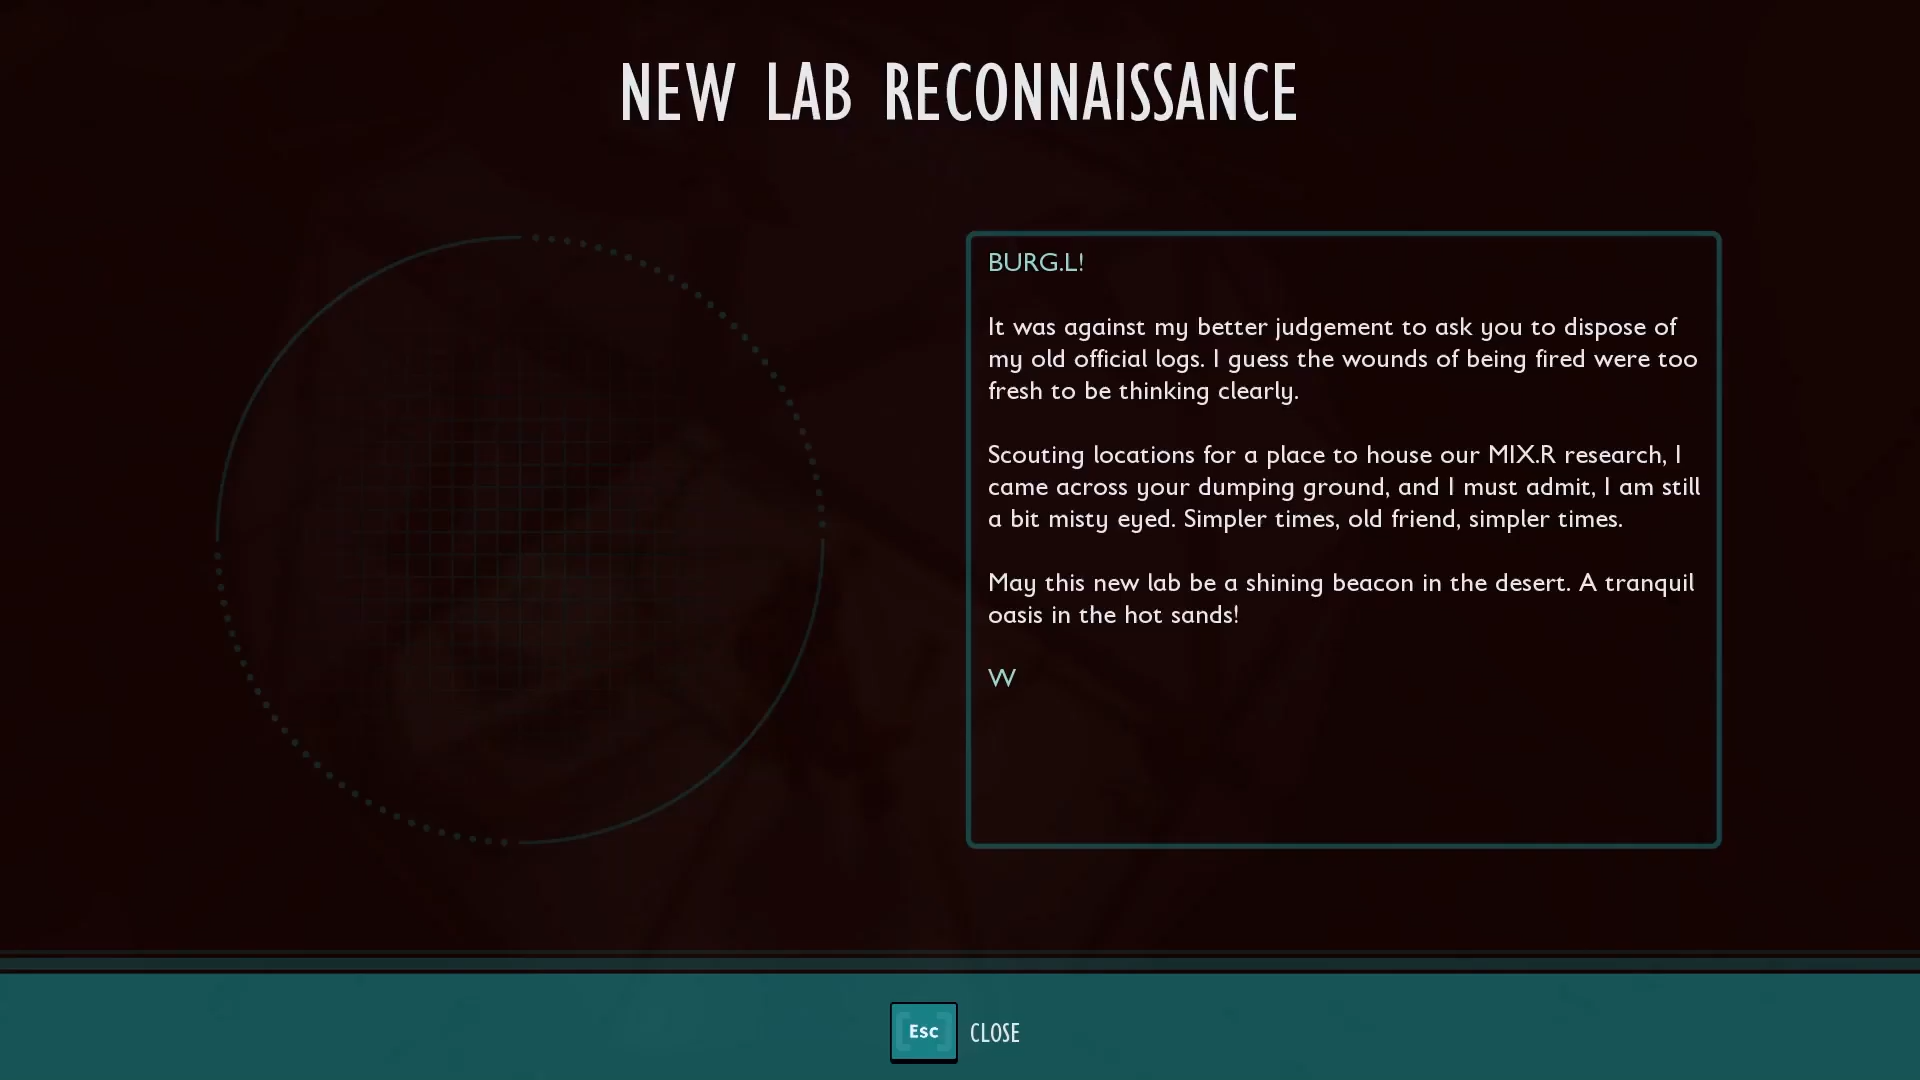 NEW LAB RECONNAISSANCE
BURG.L!
It was against my better judgement to ask you to dispose of
my old official logs. I guess the wounds of being fired were too
fresh to be thinking clearly.
Scouting locations for a place to house our MIX.R research, I
came across your dumping ground, and I must admit, I am still
a bit misty eyed. Simpler times, old friend, simpler times.
May this new lab be a shining beacon in the desert. A tranquil
oasis in the hot sands!
W
Esc CLOSE